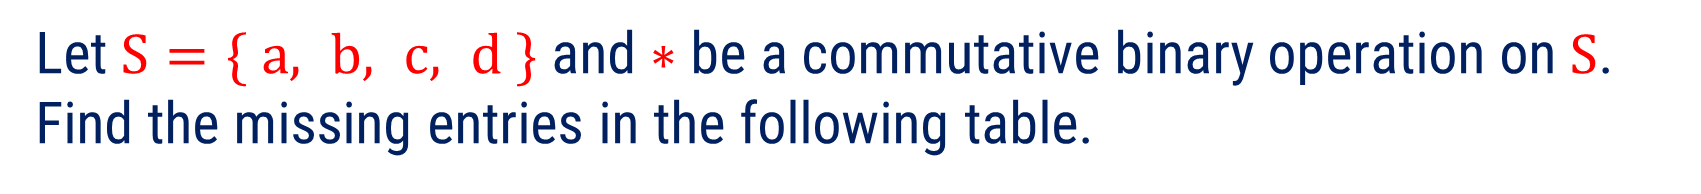 Let S = { a, b, c, d } and * be a commutative binary operation on S.
Find the missing entries in the following table.